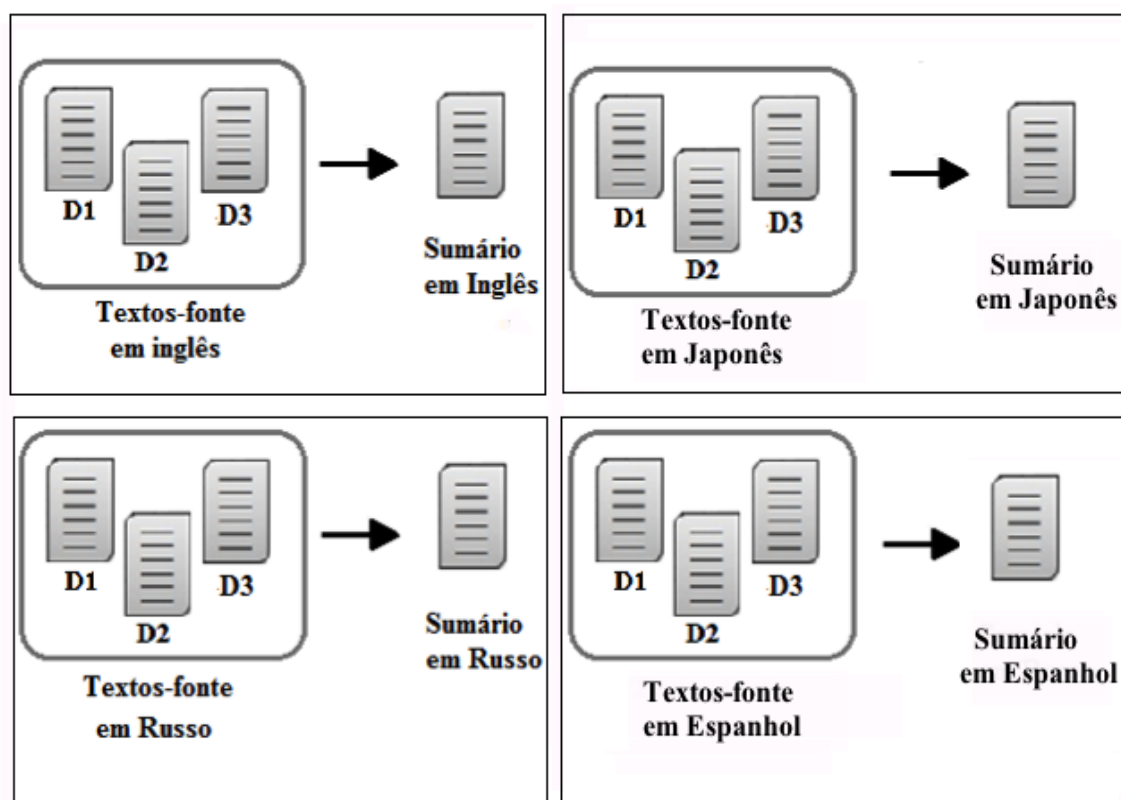 D1
D3
D2
Sumário
em Inglês
Textos-fonte
em inglês
D1
D3
D2
Sumário
em Japonês
Textos-fonte
em Japonês
D1
D3
D2
Sumário
em Russo
Textos-fonte
em Russo
D1
D3
D2
Sumário
em Espanhol
Textos-fonte
em Espanhol